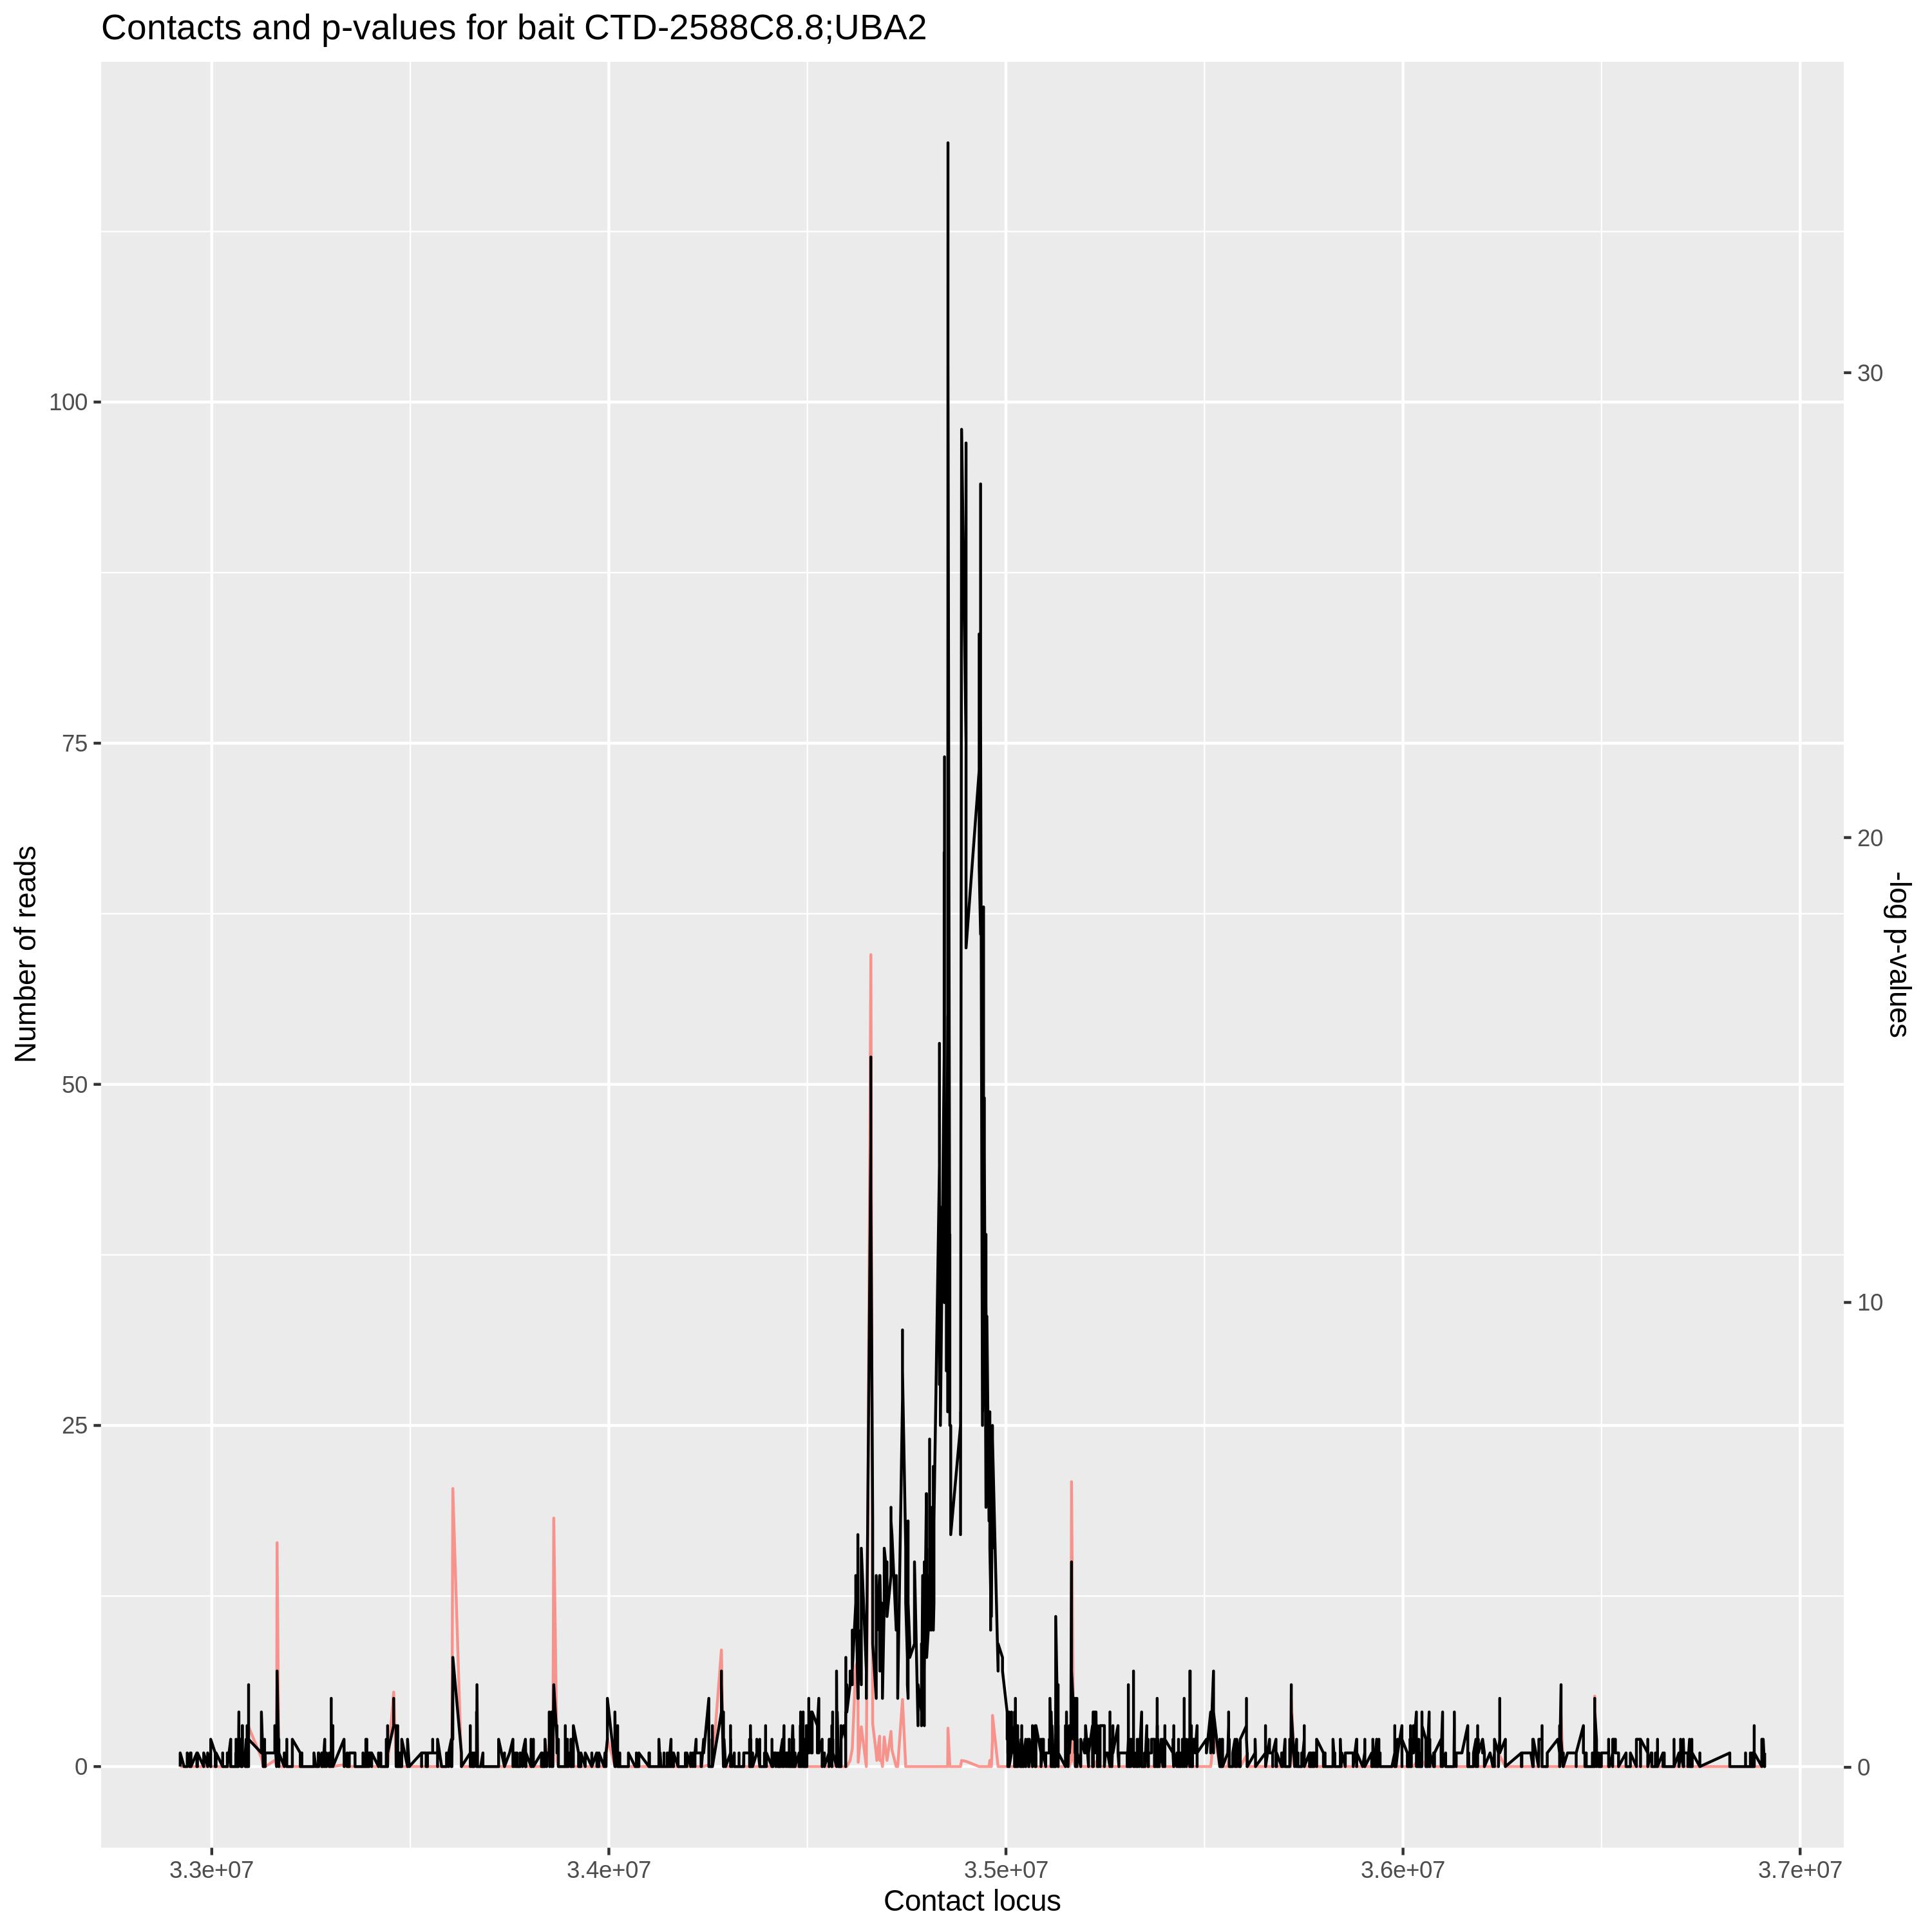 Contacts and p-values for bait CTD-2588C8.8;UBA2
Number of reads
100
75
50
25
0
30
20
10
0
-log p-values
3.3e+07
3.4e+07
3.5e+07
3.6e+07
3.7e+07
Contact locus